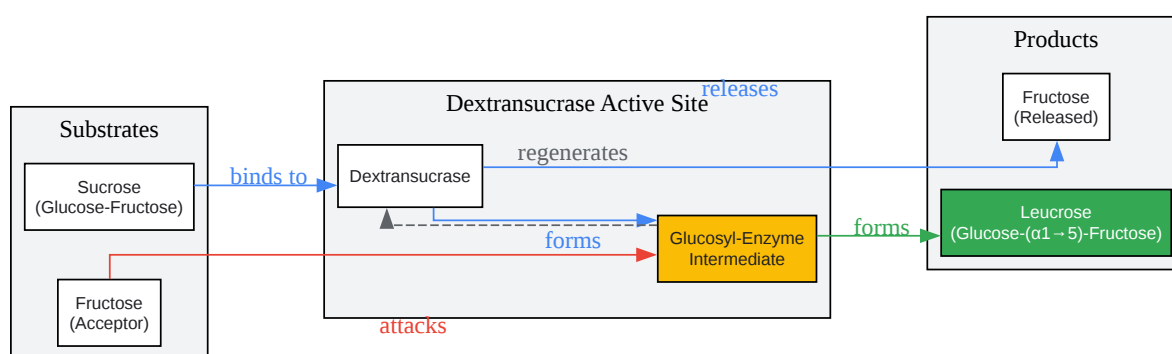 Substrates
Sucrose
(Glucose-Fructose)
Fructose
(Acceptor)
binds to
Dextransucrase Active Site
releases
Dextransucrase
regenerates
forms
Glucosyl-Enzyme
Intermediate
attacks
forms
Products
Fructose
(Released)
Leucrose
(Glucose-(α1→5)-Fructose)